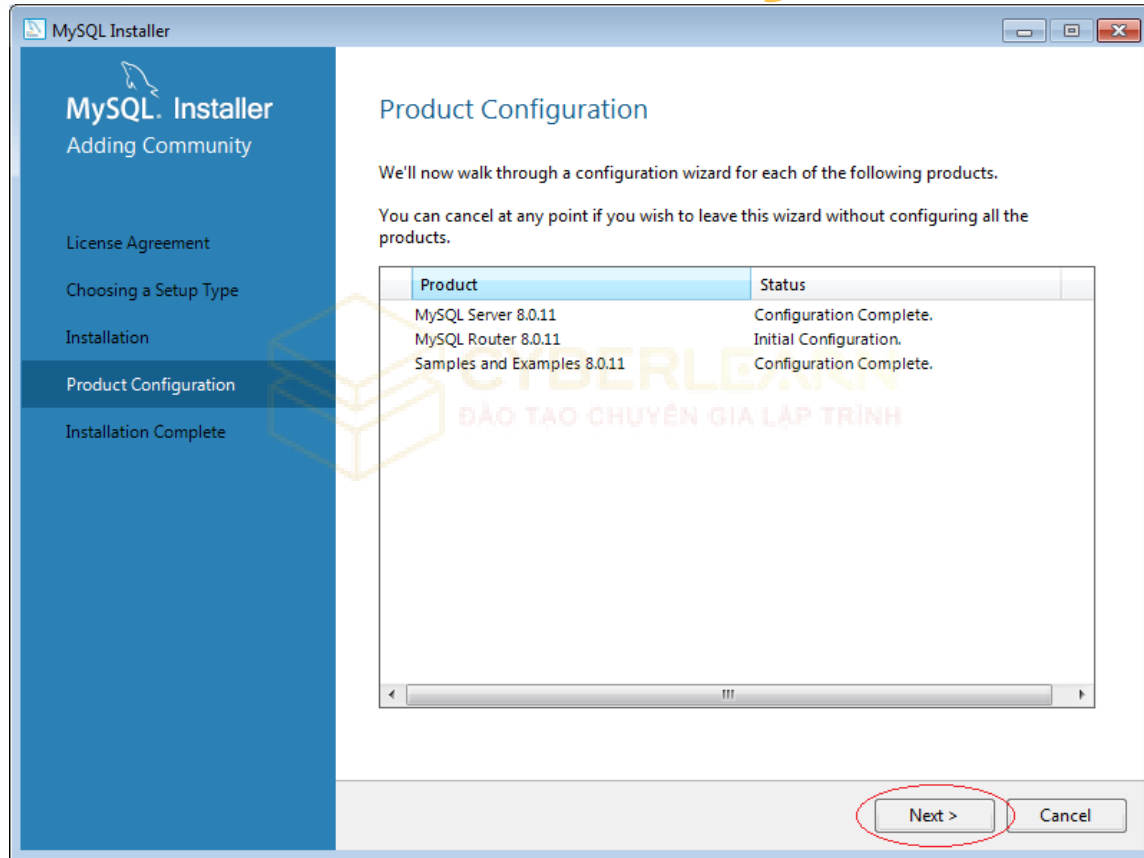 MySQL Installer
MySQL. Installer
Adding Community
License Agreement
Choosing a Setup Type
Installation
Product Configuration
Installation Complete
Product Configuration
We'll now walk through a configuration wizard for each of the following products.
You can cancel at any point if you wish to leave this wizard without configuring all the
products.
Product Status
MySQL Server 8.0.11 Configuration Complete.
MySQL Router 8.0.11 Initial Configuration.
Samples and Examples 8.0.11 Configuration Complete.
CYBERLEARN
ĐÀO TẠO CHUYÊN GIA LẬP TRÌNH
Next > Cancel